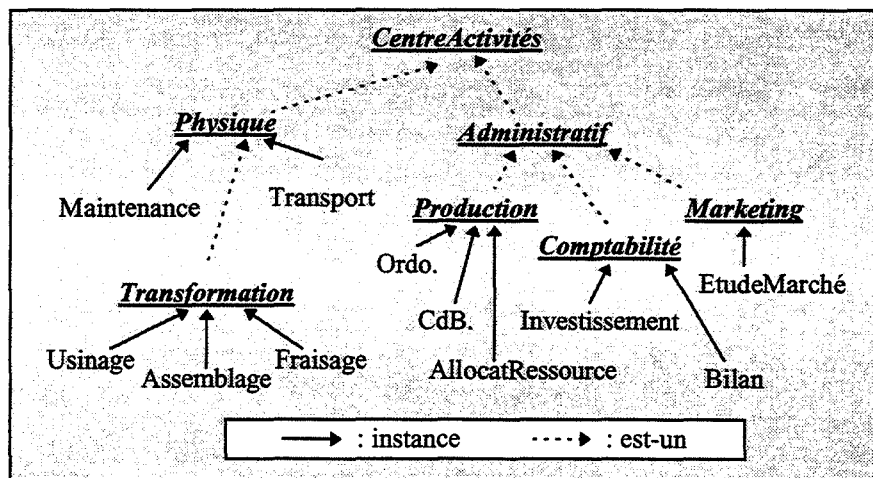 CentreActivités
Physique
Administratif
Maintenance
Transport
Production
Marketing
Ordo.
Comptabilité
EtudeMarché
Transformation
CdB.
Investissement
Usinage
Assemblage
Fraisage
AllocatRessource
Bilan
: instance : est-un